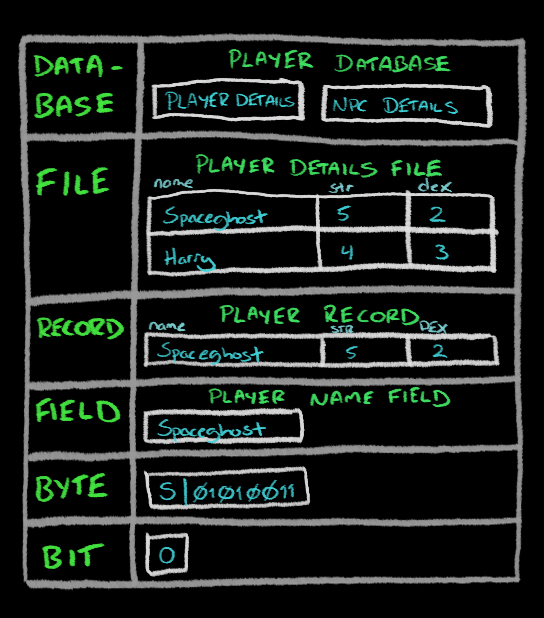 DATA-
BASE
PLAYER DATABASE
PLAYER DETAILS
NPC DETAILS
FILE
PLAYER DETAILS FILE
name str dex
Spaceghost 5 2
Harry 4 3
RECORD
PLAYER RECORD
name STR DEX
Spaceghost 5 2
FIELD
PLAYER NAME FIELD
Spaceghost
BYTE
S|01010011
BIT
0